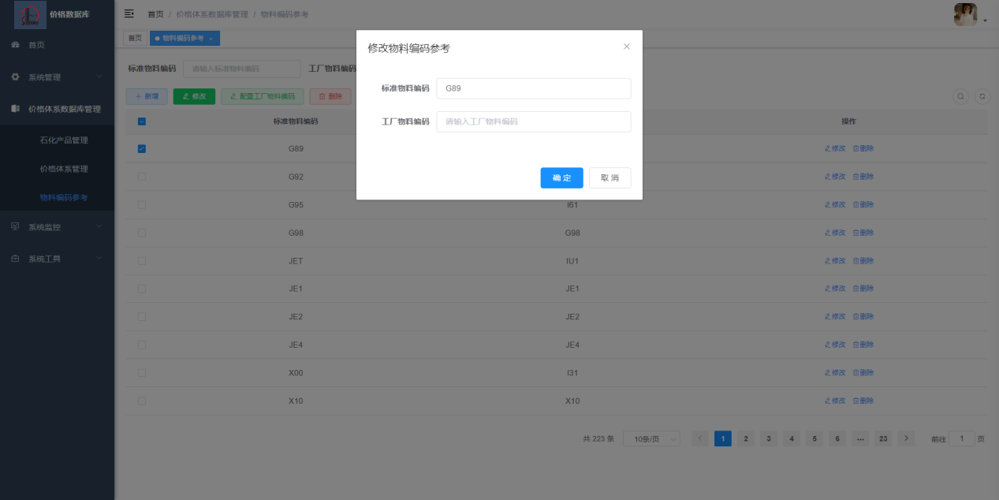 价格数据库
首页
系统管理
价格体系数据库管理
石化产品管理
价格体系管理
物料编码参考
系统监控
系统工具
首页 / 价格体系数据库管理 / 物料编码参考
首页 物料编码参考 ×
标准物料编码 请输入标准物料编码 工厂物料编码
+ 新增 修改 配置工厂物料编码 删除
标准物料编码 操作
G89 修改 删除
G92 修改 删除
G95 I61 修改 删除
G98 G98 修改 删除
JET IU1 修改 删除
JE1 JE1 修改 删除
JE2 JE2 修改 删除
JE4 JE4 修改 删除
X00 I31 修改 删除
X10 X10 修改 删除
共 223 条 10条/页 < 1 2 3 4 5 6 ... 23 > 前往 1 页
修改物料编码参考 ×
标准物料编码 G89
工厂物料编码 请输入工厂物料编码
确 定 取 消